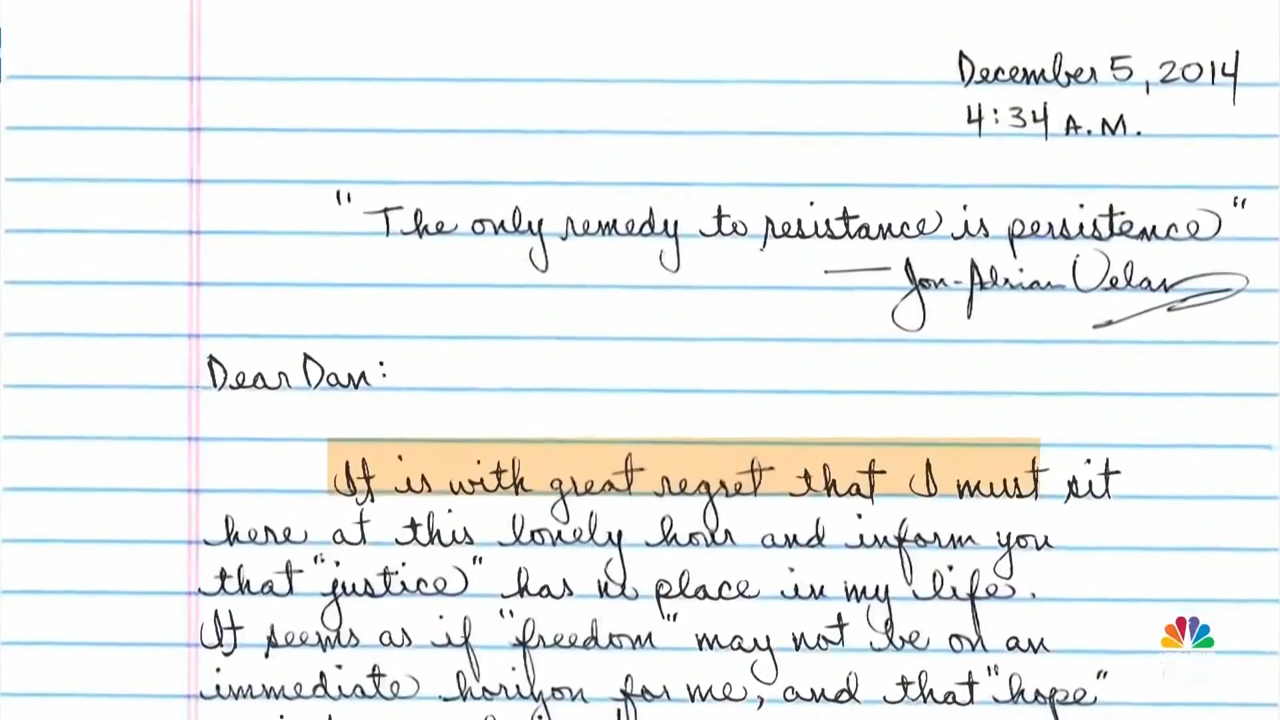 December 5, 2014
4:34 A.M.
"The only remedy to resistance is persistence"
— Jon-Adrian Velaz
Dear Dan:
It is with great regret that I must sit
here at this lonely hour and inform you
that "justice" has no place in my life.
It seems as if "freedom" may not be on an
immediate horizon for me, and that "hope"